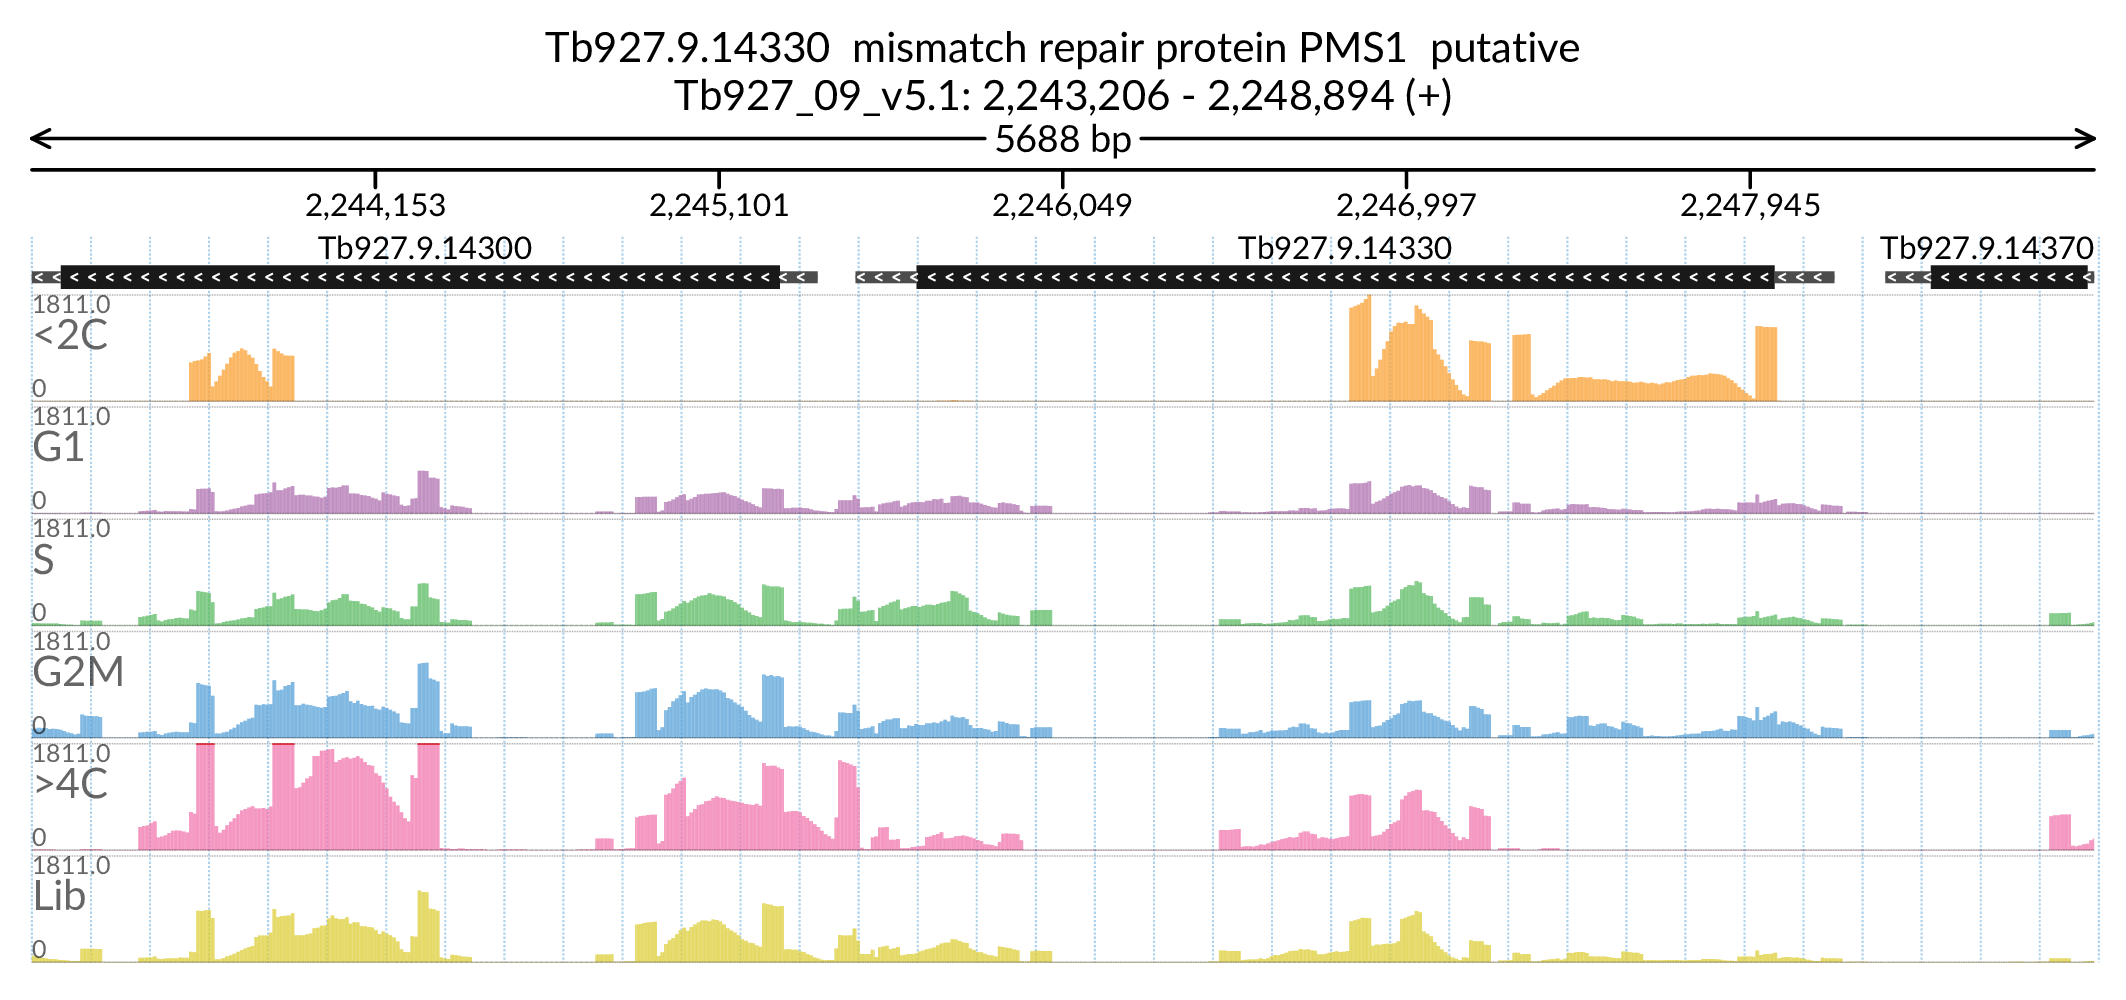 Tb927.9.14330  mismatch repair protein PMS1  putative
Tb927_09_v5.1: 2,243,206 - 2,248,894 (+)
5688 bp
2,244,153 2,245,101 2,246,049 2,246,997 2,247,945
Tb927.9.14300 Tb927.9.14330 Tb927.9.14370
1811.0
<2C
0
1811.0
G1
0
1811.0
S
0
1811.0
G2M
0
1811.0
>4C
0
1811.0
Lib
0